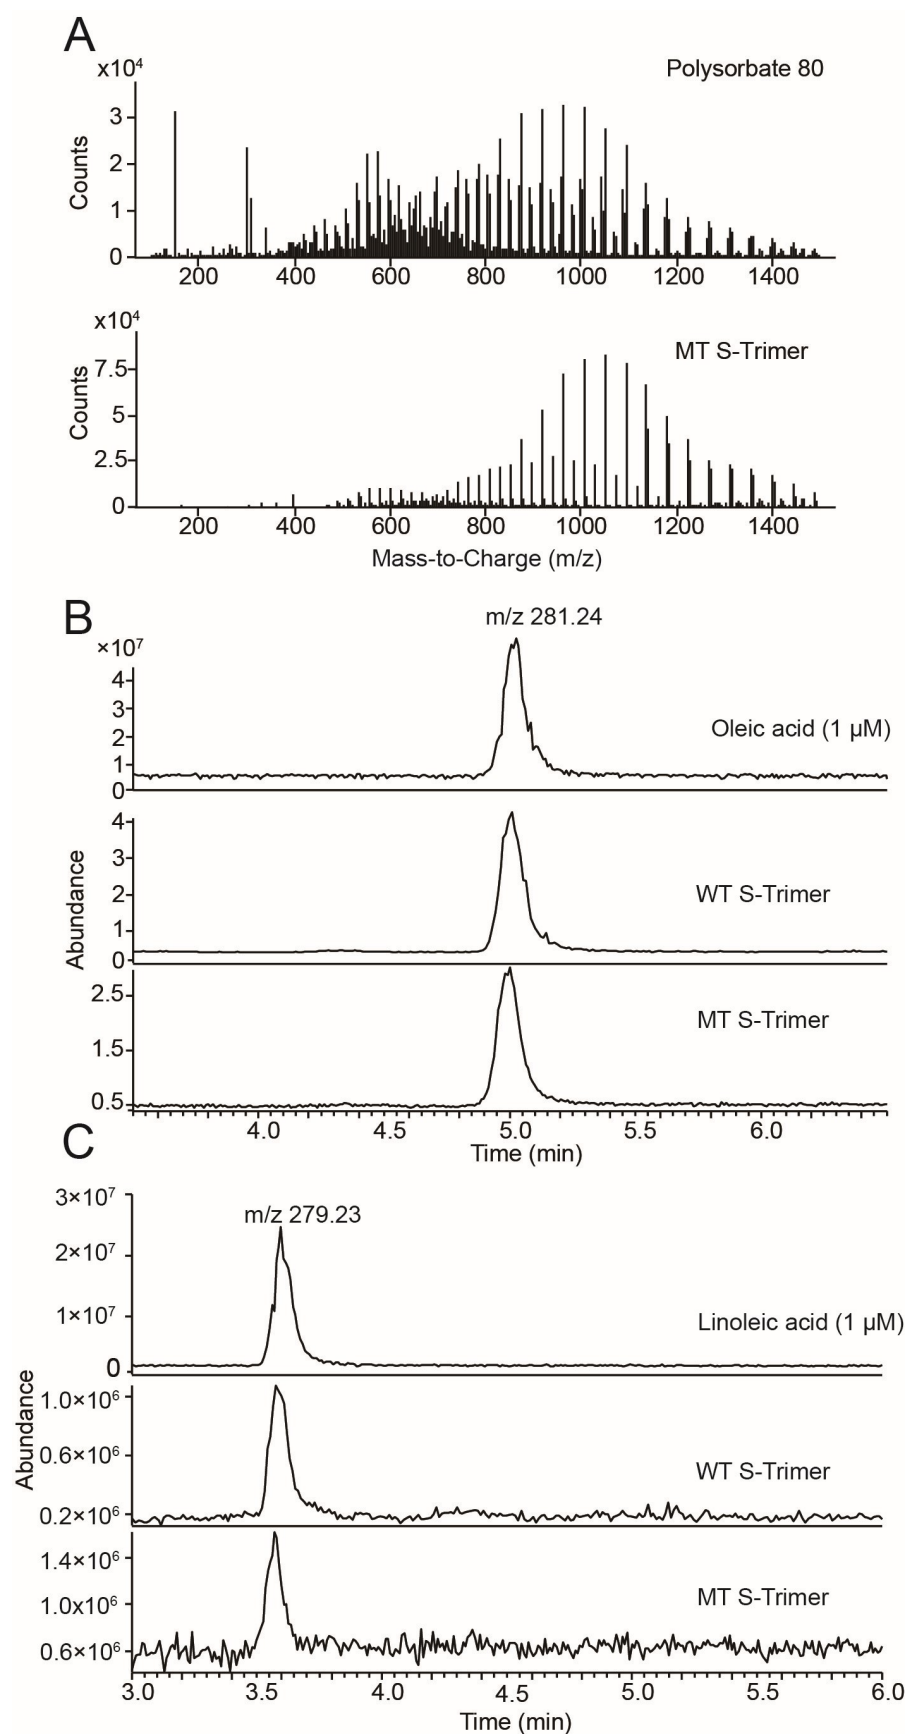 A
x10⁴
Polysorbate 80
Counts
3
2
1
0
200 400 600 800 1000 1200 1400
x10⁴
MT S-Trimer
Counts
7.5
5
2.5
0
200 400 600 800 1000 1200 1400
Mass-to-Charge (m/z)
B
m/z 281.24
×10⁷
4
3
2
1
0
Oleic acid (1 µM)
Abundance
4
3
2
1
0
WT S-Trimer
2.5
1.5
0.5
MT S-Trimer
4.0 4.5 5.0 5.5 6.0
Time (min)
C
m/z 279.23
3×10⁷
2×10⁷
1×10⁷
0
Linoleic acid (1 µM)
Abundance
1.0×10⁶
0.6×10⁶
0.2×10⁶
WT S-Trimer
1.4×10⁶
1.0x10⁶
0.6×10⁶
MT S-Trimer
3.0 3.5 4.0 4.5 5.0 5.5 6.0
Time (min)